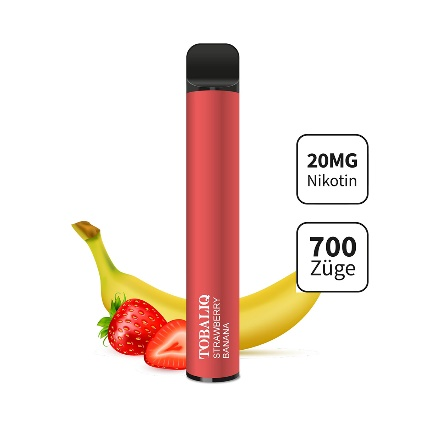 20MG
Nikotin
700
Züge
TOBALIQ
STRAWBERRY
BANANA